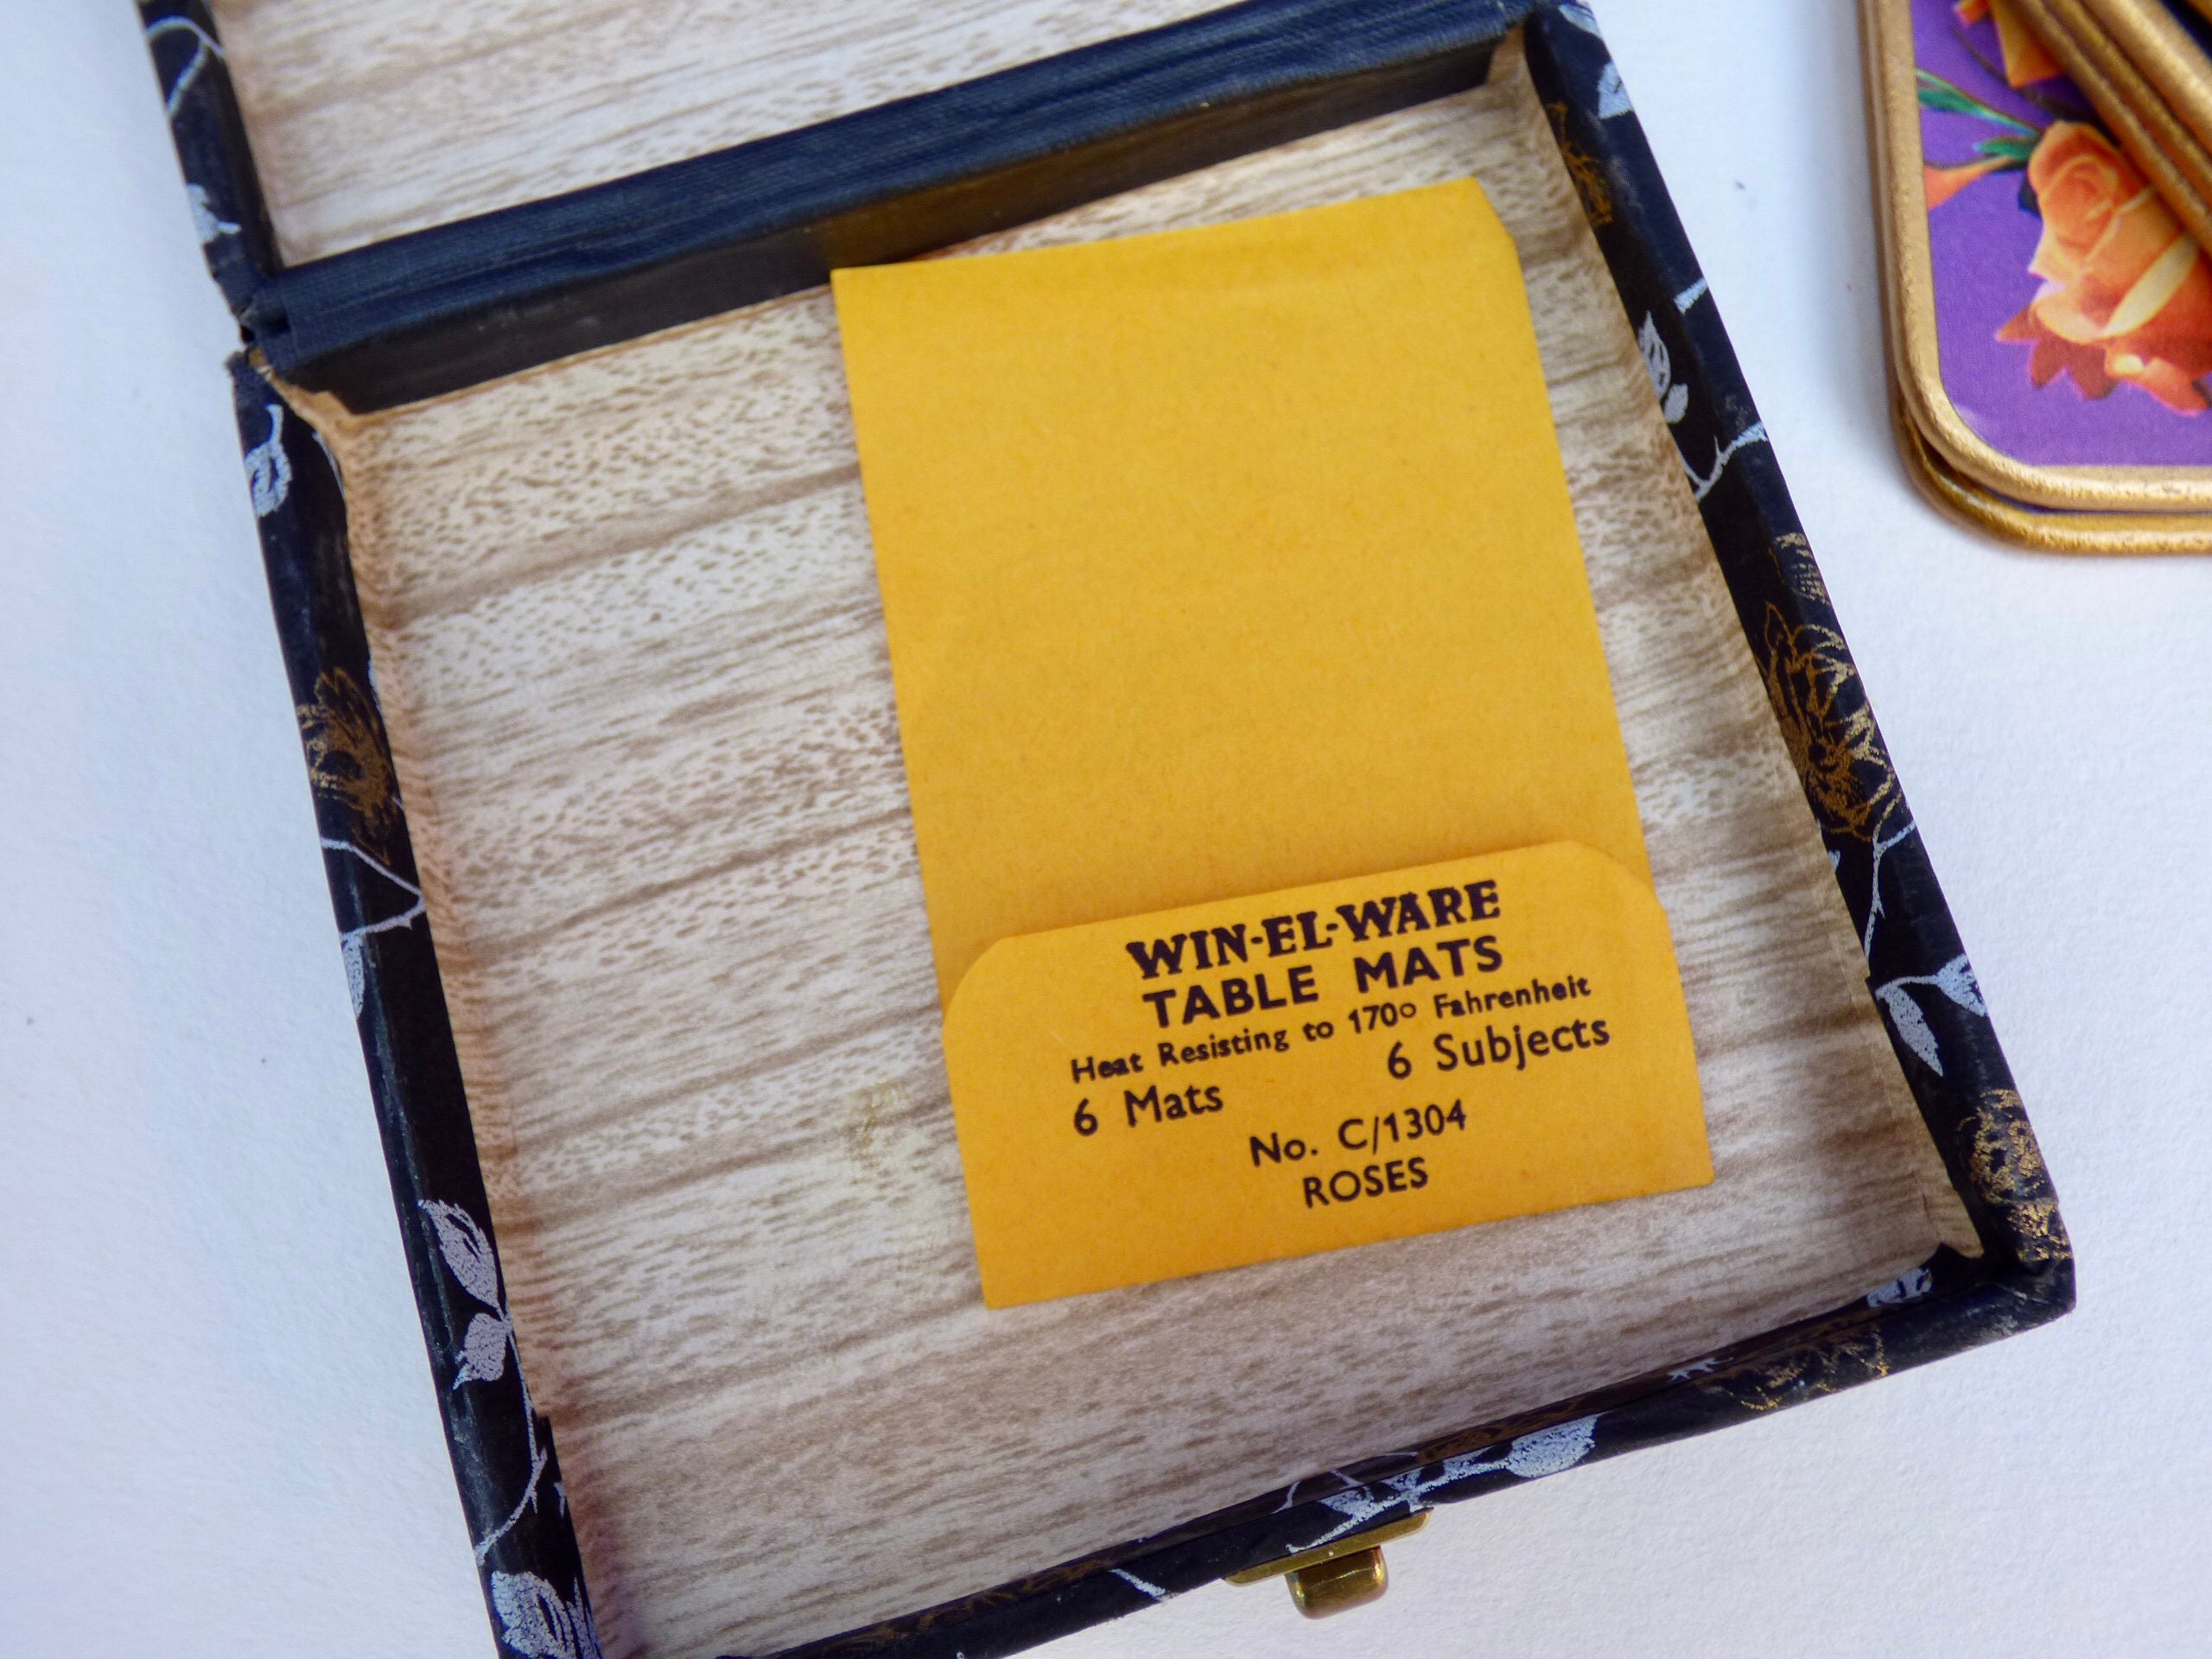 WIN-EL-WARE
TABLE MATS
Heat Resisting to 170° Fahrenheit
6 Mats 6 Subjects
No. C/1304
ROSES